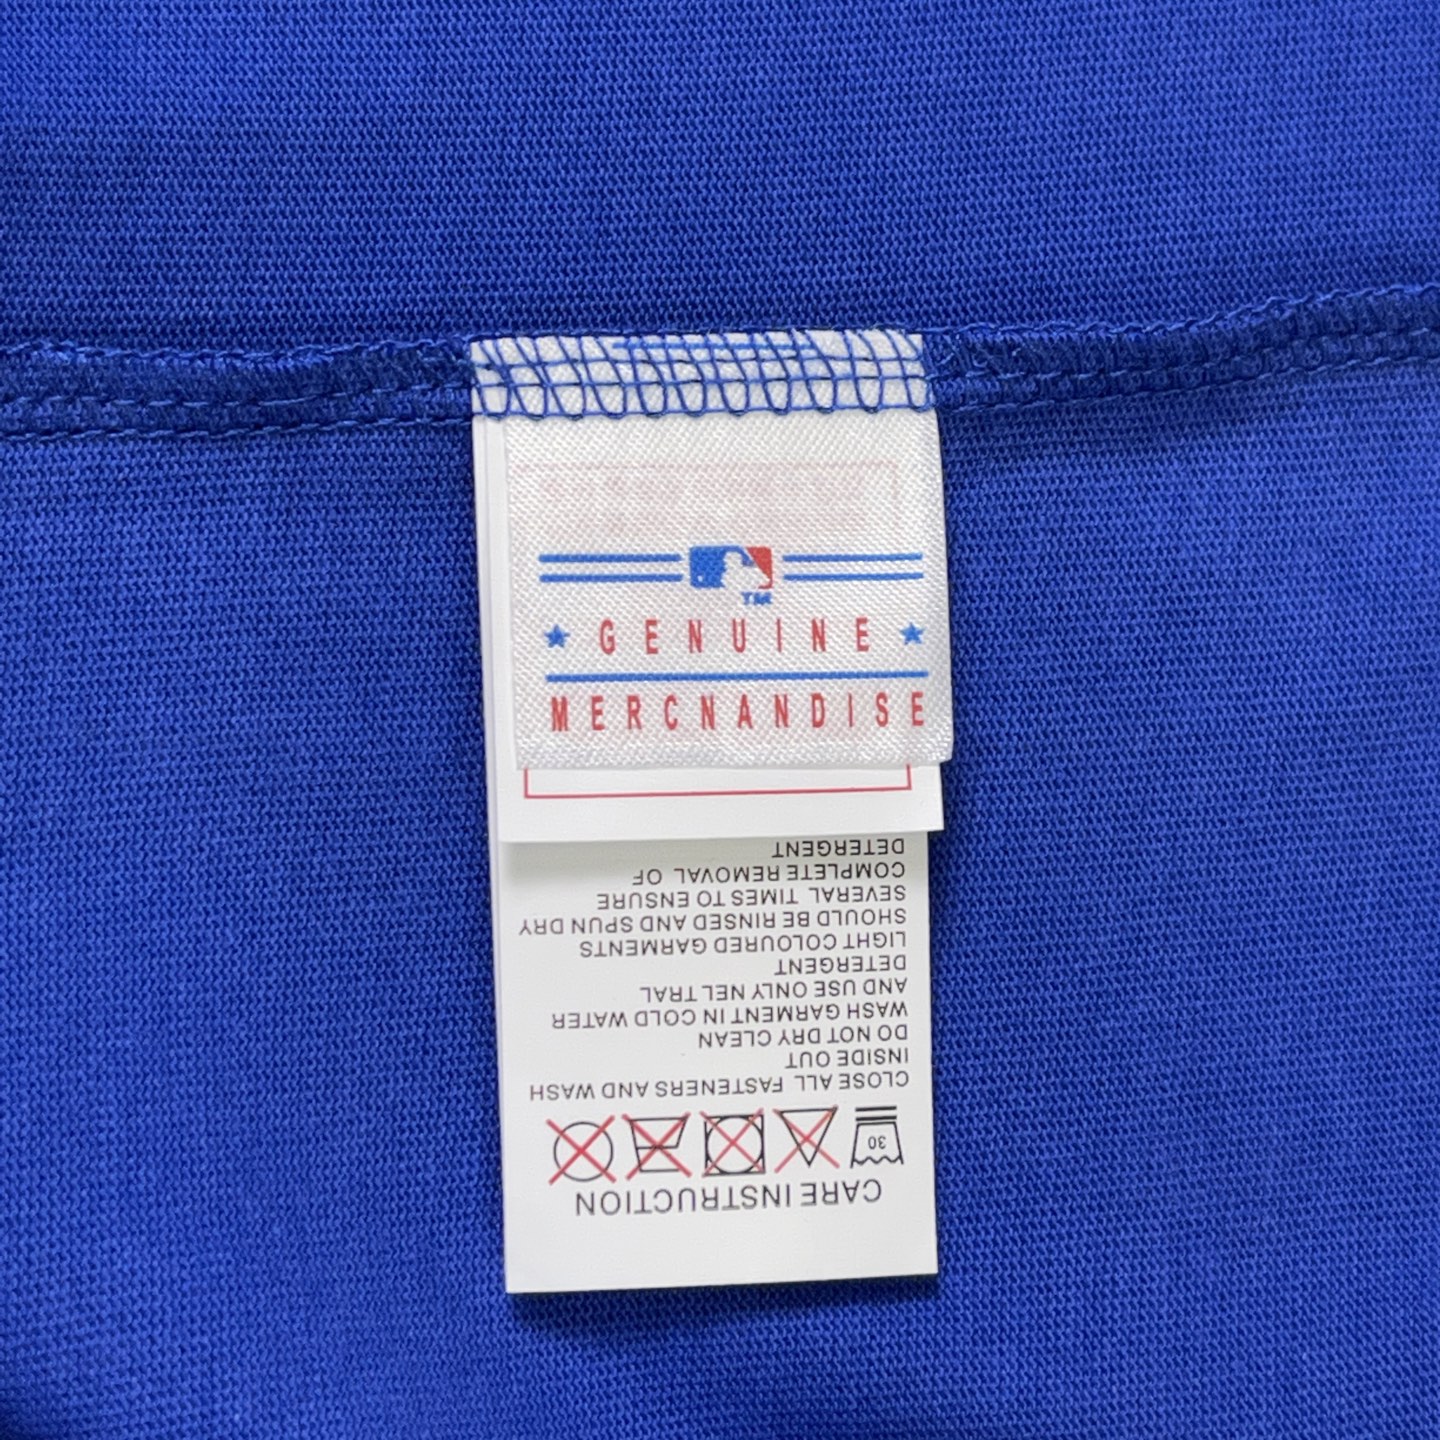 TM
GENUINE
MERCNANDISE
CARE INSTRUCTION
30
CLOSE ALL FASTENERS AND WASH
INSIDE OUT
DO NOT DRY CLEAN
WASH GARMENT IN COLD WATER
AND USE ONLY NEL TRAL
DETERGENT
LIGHT COLOURED GARMENTS
SHOULD BE RINSED AND SPUN DRY
SEVERAL TIMES TO ENSURE
COMPLETE REMOVAL OF
DETERGENT